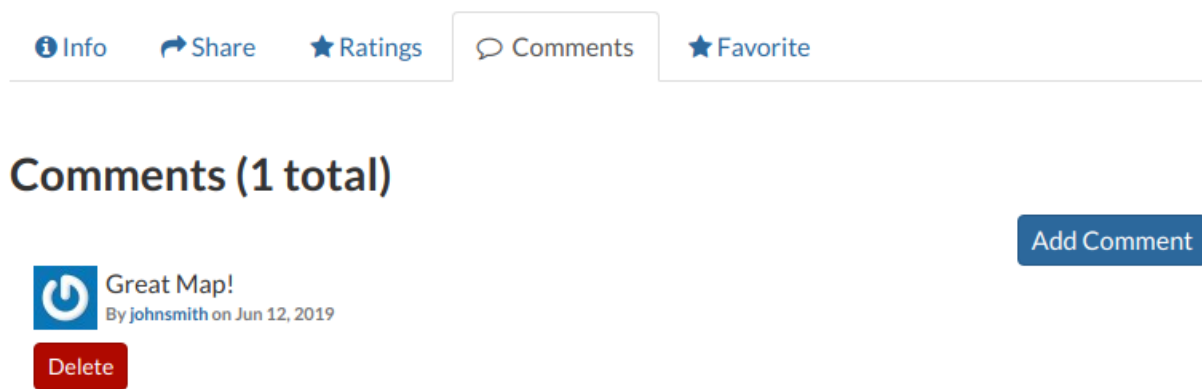 Info Share Ratings Comments Favorite
Comments (1 total)
Add Comment
Great Map!
By johnsmith on Jun 12, 2019
Delete